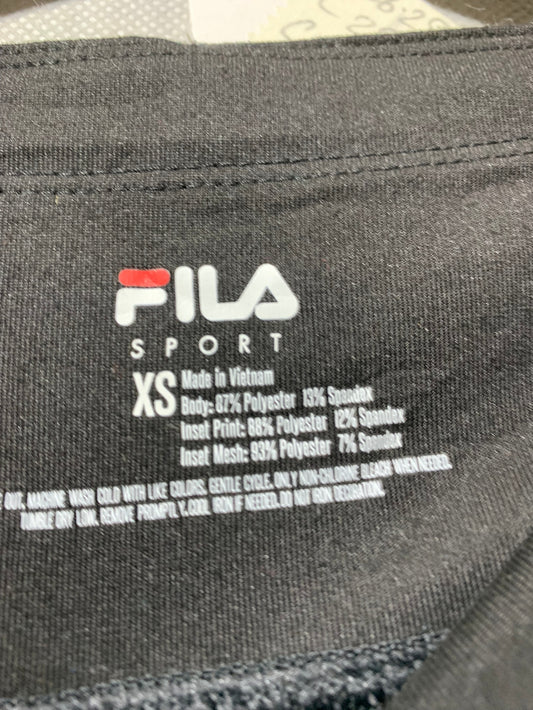 FILA
SPORT
XS
Made in Vietnam
Body: 87% Polyester 13% Spandex
Inset Print: 88% Polyester 12% Spandex
Inset Mesh: 93% Polyester 7% Spandex
OUT. MACHINE WASH COLD WITH LIKE COLORS. GENTLE CYCLE. ONLY NON-CHLORINE BLEACH WHEN NEEDED.
TUMBLE DRY LOW. REMOVE PROMPTLY. COOL IRON IF NEEDED. DO NOT IRON DECORATION.